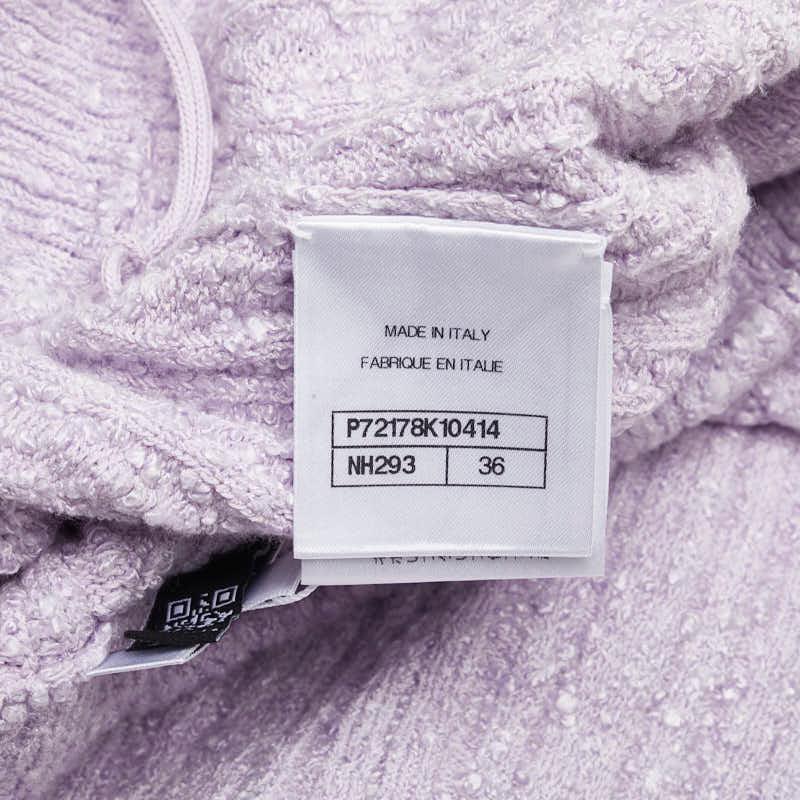 MADE IN ITALY
FABRIQUE EN ITALIE
P72178K10414
NH293 36